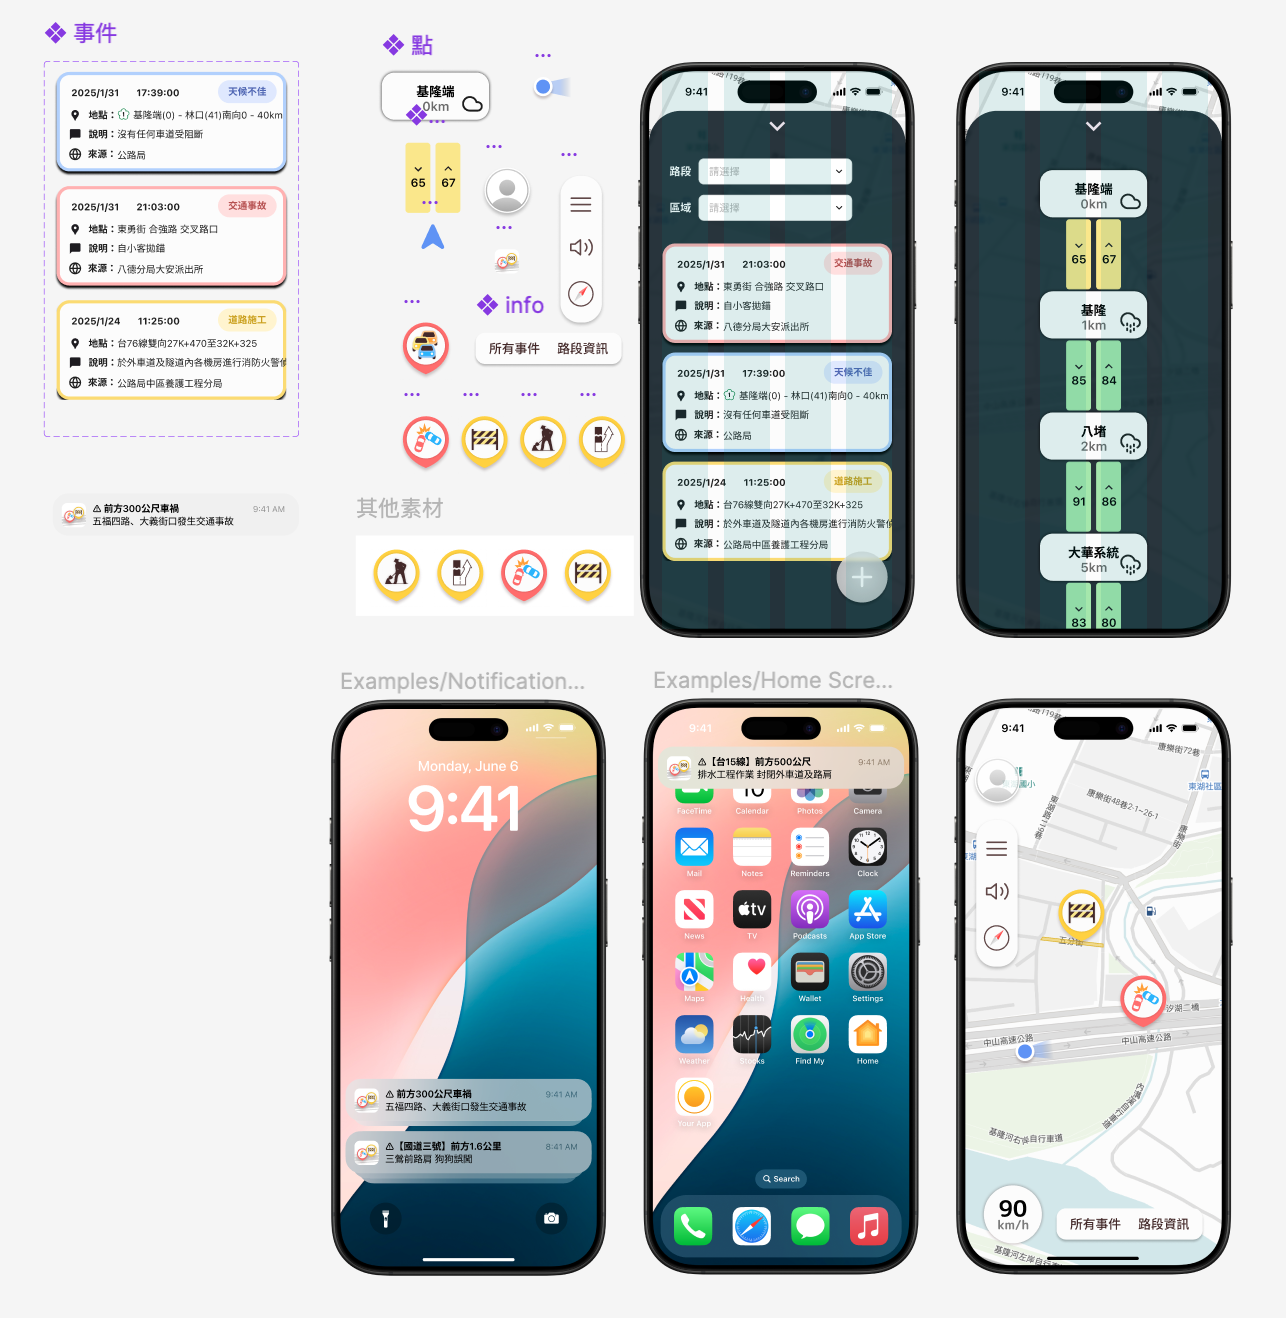 事件
2025/1/31 17:39:00 天候不佳
地點：1 基隆端(0) - 林口(41)南向0 - 40km
說明：沒有任何車道受阻斷
來源：公路局
2025/1/31 21:03:00 交通事故
地點：東勇街 合強路 交叉路口
說明：自小客拋錨
來源：八德分局大安派出所
2025/1/24 11:25:00 道路施工
地點：台76線雙向27K+470至32K+325
說明：於外車道及隧道內各機房進行消防火警偵
來源：公路局中區養護工程分局
⚠ 前方300公尺車禍 9:41 AM
五福四路、大義街口發生交通事故
點
基隆端
0km
65 67
info
所有事件 路段資訊
其他素材
9:41
路段 請選擇
區域 請選擇
2025/1/31 21:03:00 交通事故
地點：東勇街 合強路 交叉路口
說明：自小客拋錨
來源：八德分局大安派出所
2025/1/31 17:39:00 天候不佳
地點：1 基隆端(0) - 林口(41)南向0 - 40km
說明：沒有任何車道受阻斷
來源：公路局
2025/1/24 11:25:00 道路施工
地點：台76線雙向27K+470至32K+325
說明：於外車道及隧道內各機房進行消防火警偵
來源：公路局中區養護工程分局
9:41
基隆端
0km
65 67
基隆
1km
85 84
八堵
2km
91 86
大華系統
5km
83 80
Examples/Notification...
Monday, June 6
9:41
⚠ 前方300公尺車禍 9:41 AM
五福四路、大義街口發生交通事故
⚠【國道三號】前方1.6公里 8:41 AM
三鶯前路肩 狗狗誤闖
Examples/Home Scre...
9:41
⚠【台15線】前方500公尺 9:41 AM
排水工程作業 封閉外車道及路肩
FaceTime Calendar Photos Camera
Mail Notes Reminders Clock
tv
News TV Podcasts App Store
Maps Health Wallet Settings
Weather Stocks Find My Home
Your App
Search
9:41
路119巷
康樂街72巷
東湖社區
國小
康樂街48巷2-1~26-1
東湖路119巷
康樂街
五分街
汐湖二橋
中山高速公路
中山高速公路
內溝溪自行車道
基隆河右岸自行車道
90
km/h
所有事件 路段資訊
基隆河左岸自行車